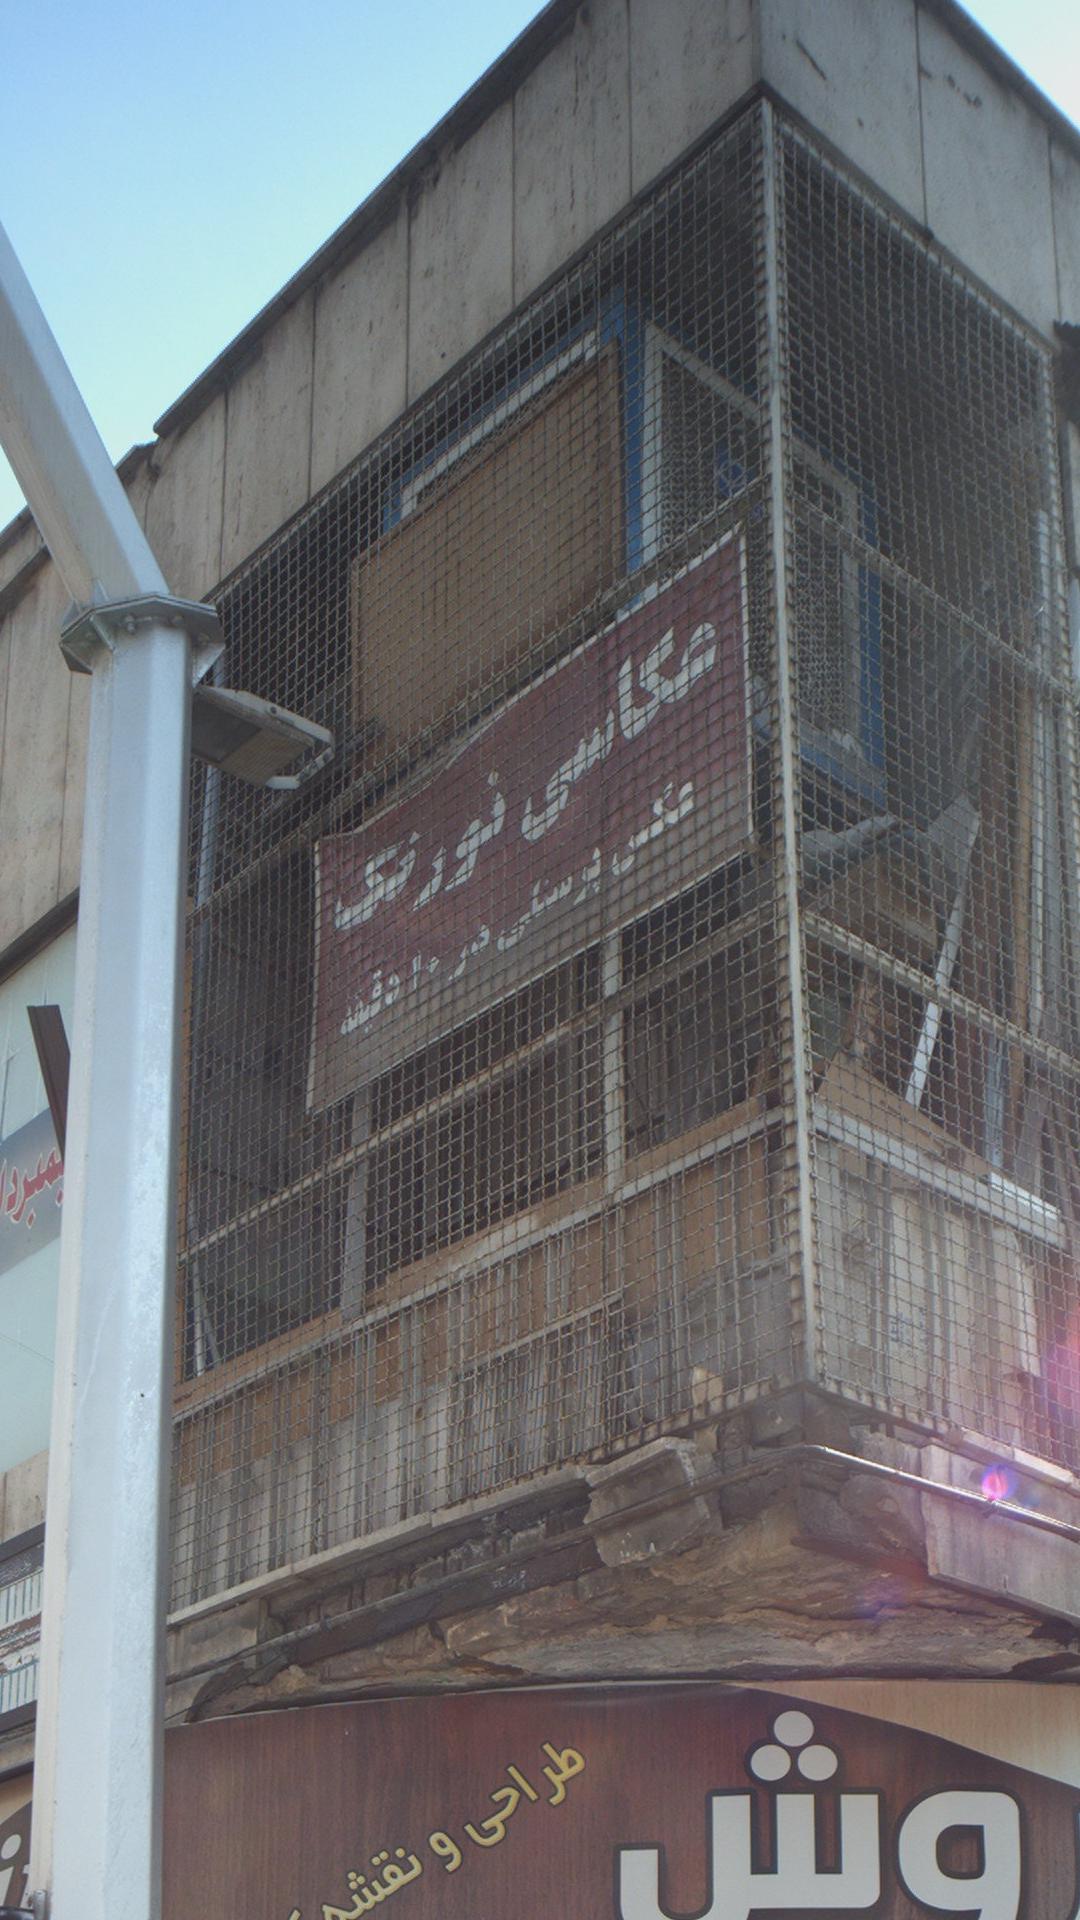 عکاسی نورنگ
عکس پرسنلی در ۱۰ دقیقه
طراحی و نقشه
وش